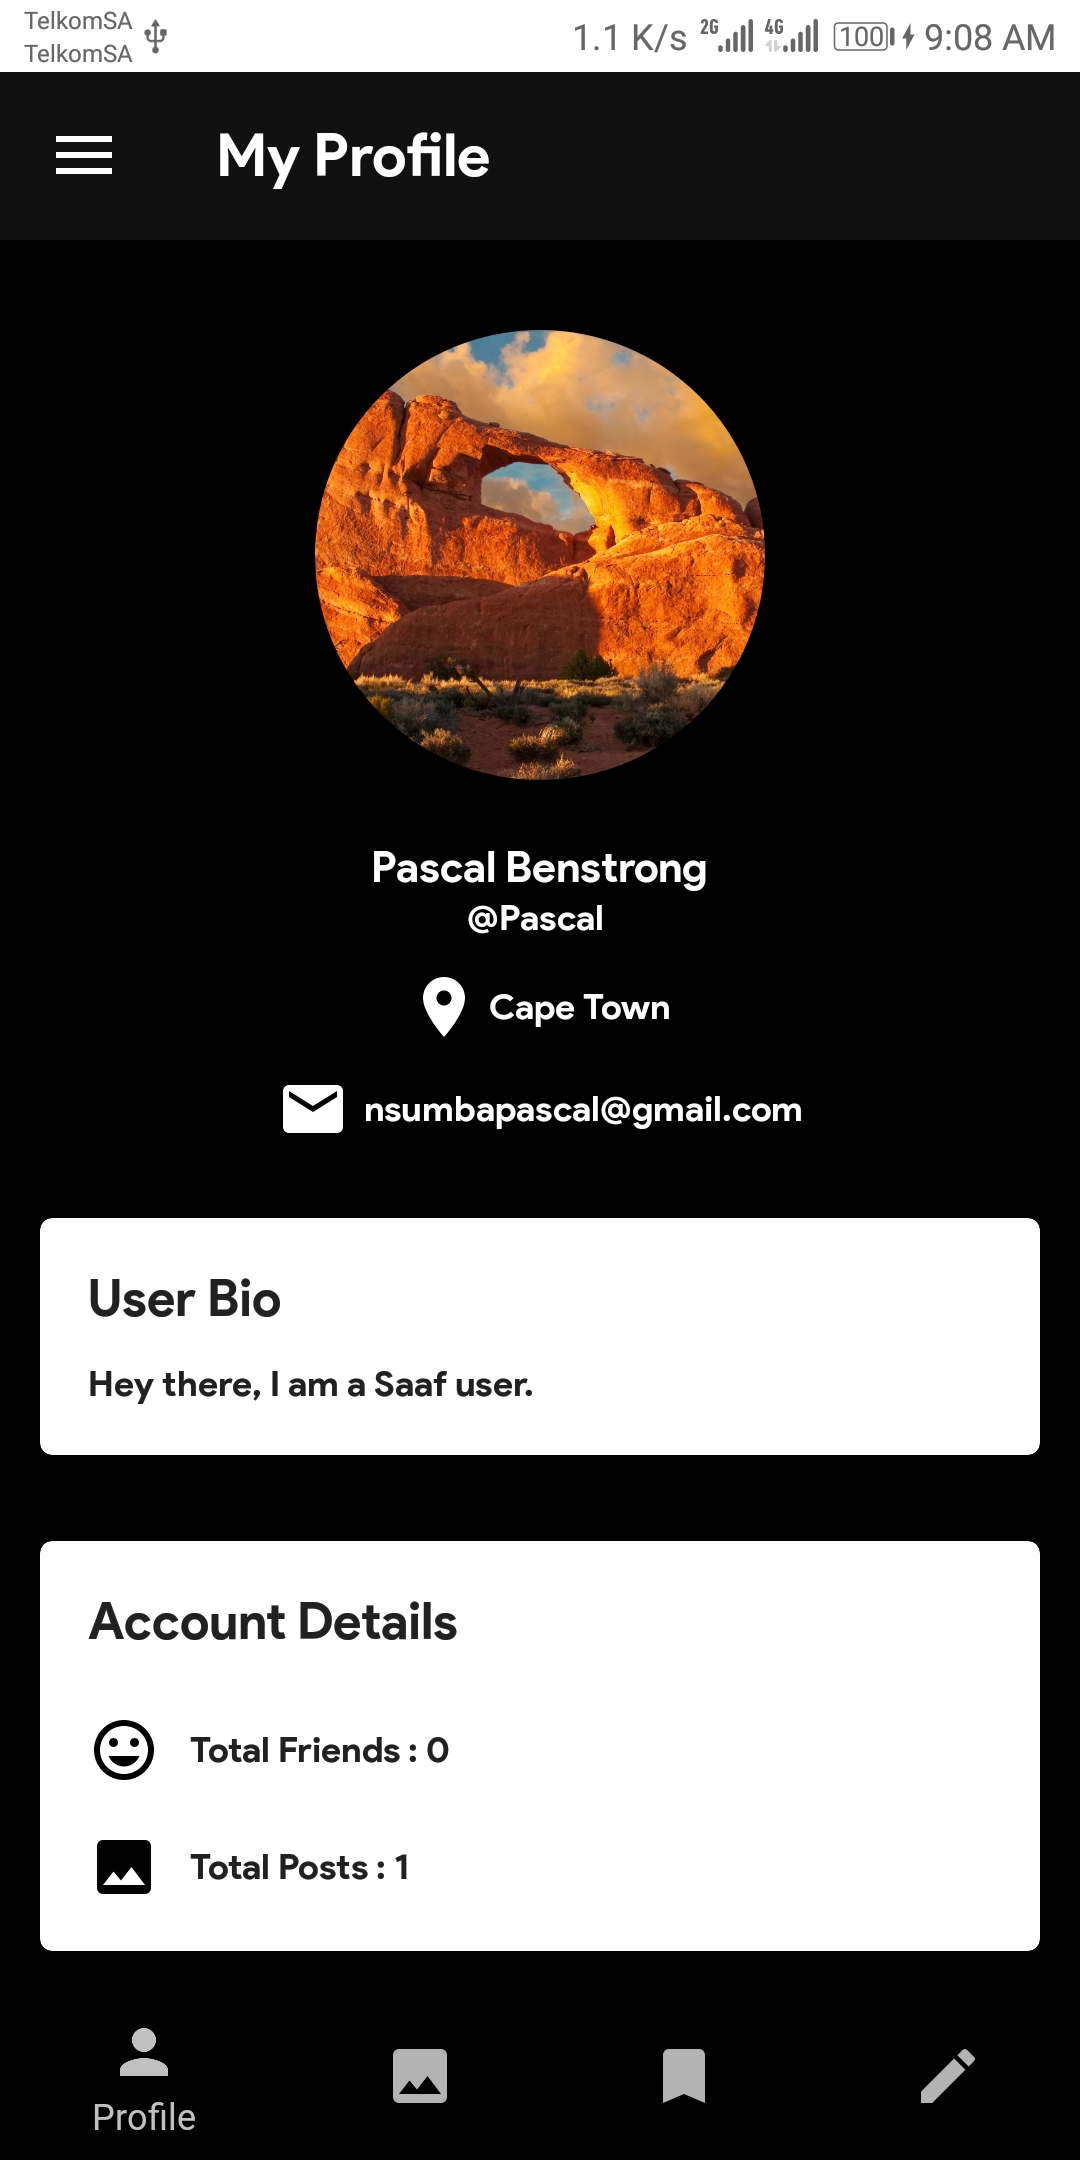 TelkomSA
TelkomSA
1.1 K/s 2G 4G 100 9:08 AM
My Profile
Pascal Benstrong
@Pascal
Cape Town
nsumbapascal@gmail.com
User Bio
Hey there, I am a Saaf user.
Account Details
Total Friends : 0
Total Posts : 1
Profile